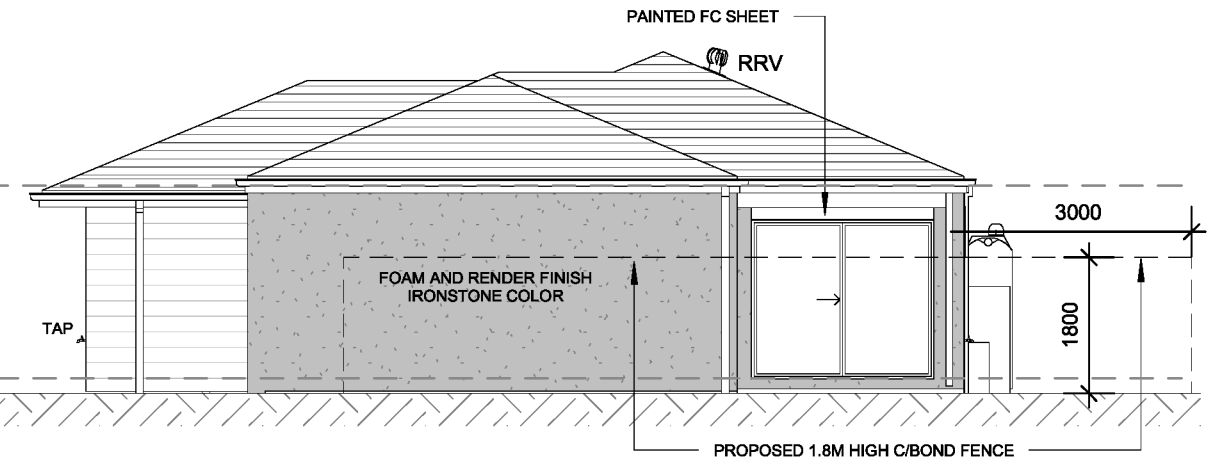 PAINTED FC SHEET
RRV
3000
FOAM AND RENDER FINISH
IRONSTONE COLOR
TAP
1800
PROPOSED 1.8M HIGH C/BOND FENCE